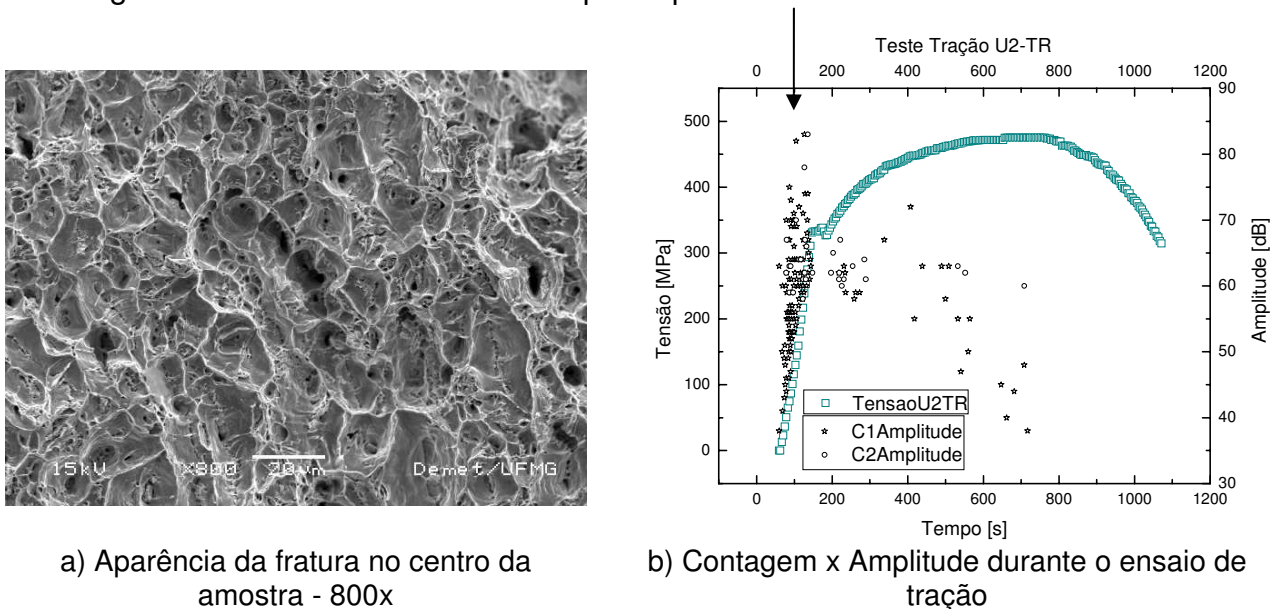 Teste Tração U2-TR
0 200 400 600 800 1000 1200
90
80
70
60
50
40
30
Amplitude [dB]
500
400
300
200
100
0
Tensão [MPa]
TensaoU2TR
C1Amplitude
C2Amplitude
0 200 400 600 800 1000 1200
Tempo [s]
15kV X800 20µm Demet/UFMG
a) Aparência da fratura no centro da
amostra - 800x
b) Contagem x Amplitude durante o ensaio de
tração